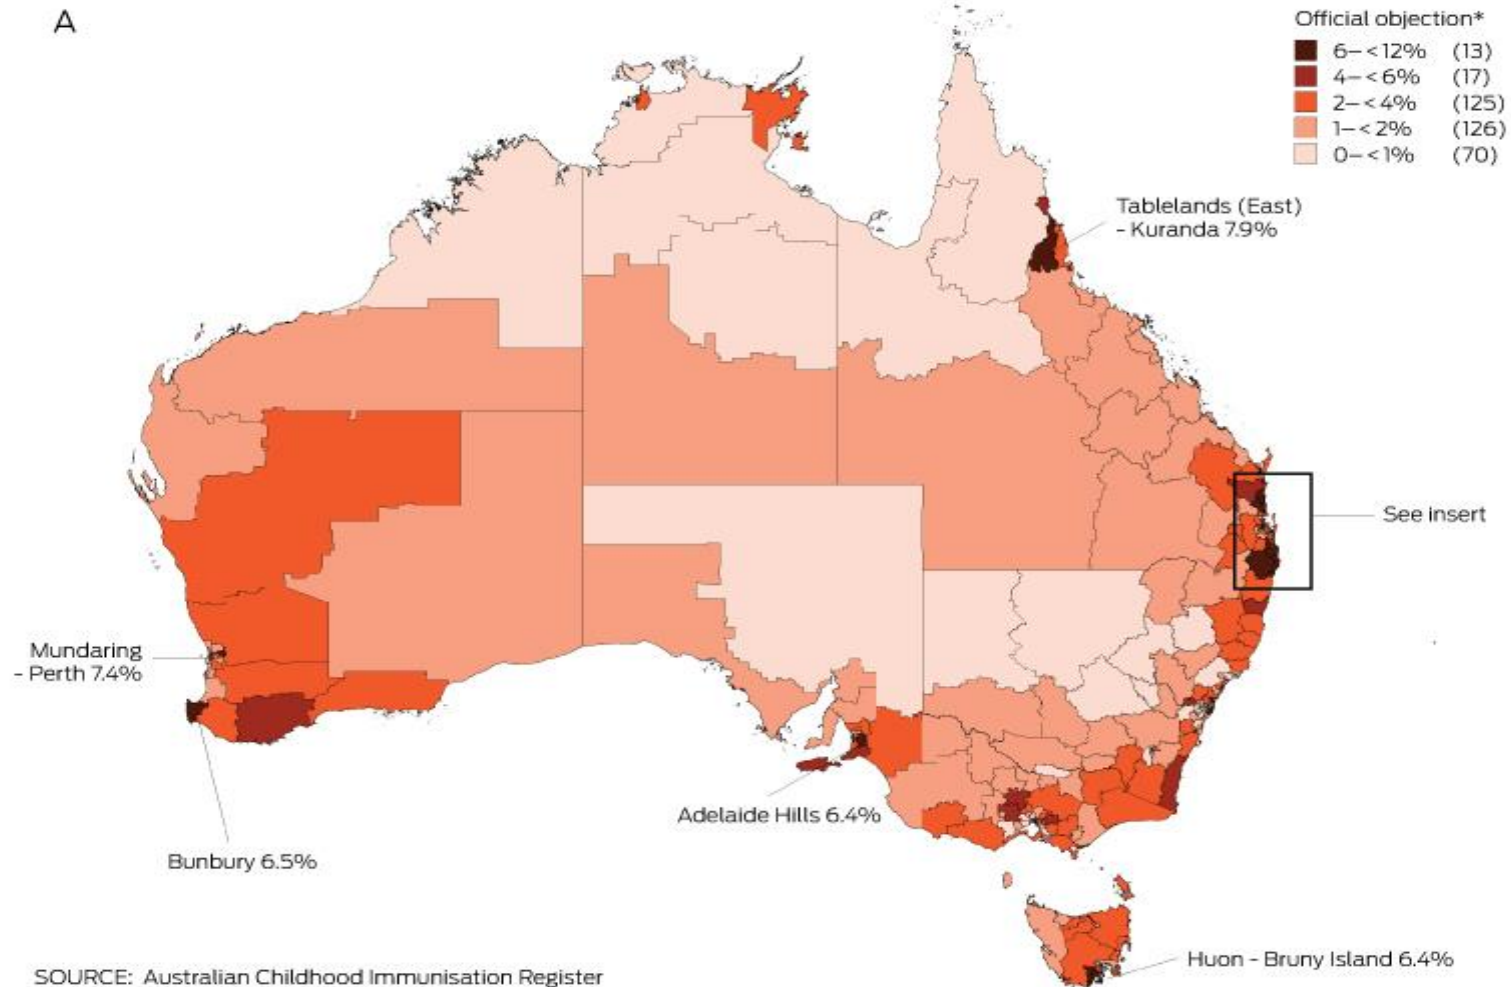 A
Official objection*
6–<12% (13)
4–<6% (17)
2–<4% (125)
1–<2% (126)
0–<1% (70)
Tablelands (East)
- Kuranda 7.9%
See insert
Mundaring
- Perth 7.4%
Adelaide Hills 6.4%
Bunbury 6.5%
Huon - Bruny Island 6.4%
SOURCE: Australian Childhood Immunisation Register